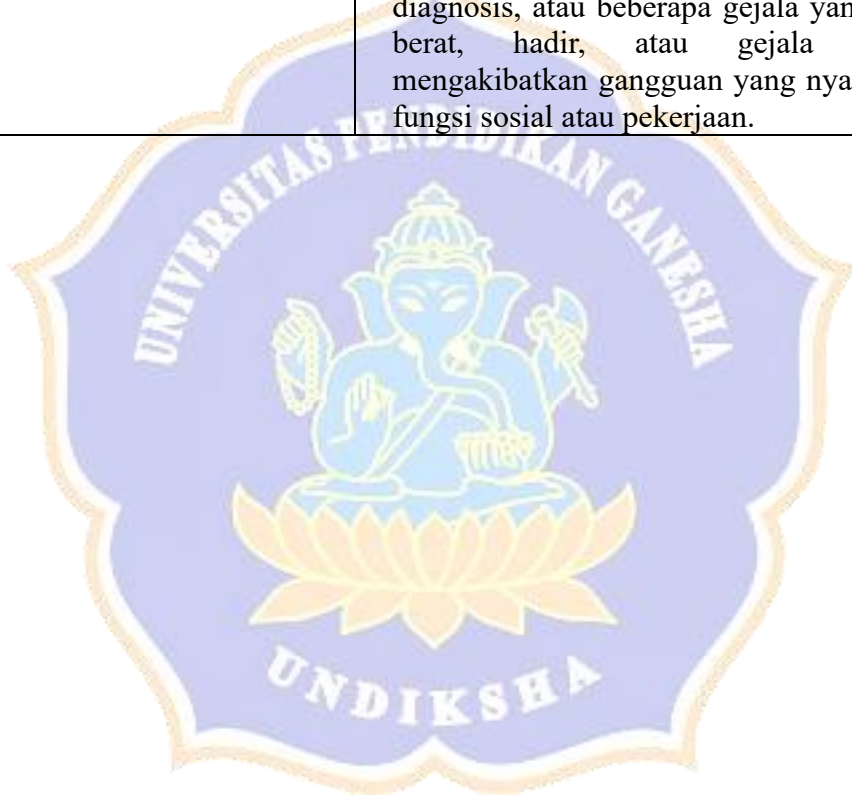 diagnosis, atau beberapa gejala yan
berat, hadir, atau gejala
mengakibatkan gangguan yang nya
fungsi sosial atau pekerjaan.
UNIVERSITAS PENDIDIKAN GANESHA
UNDIKSHA